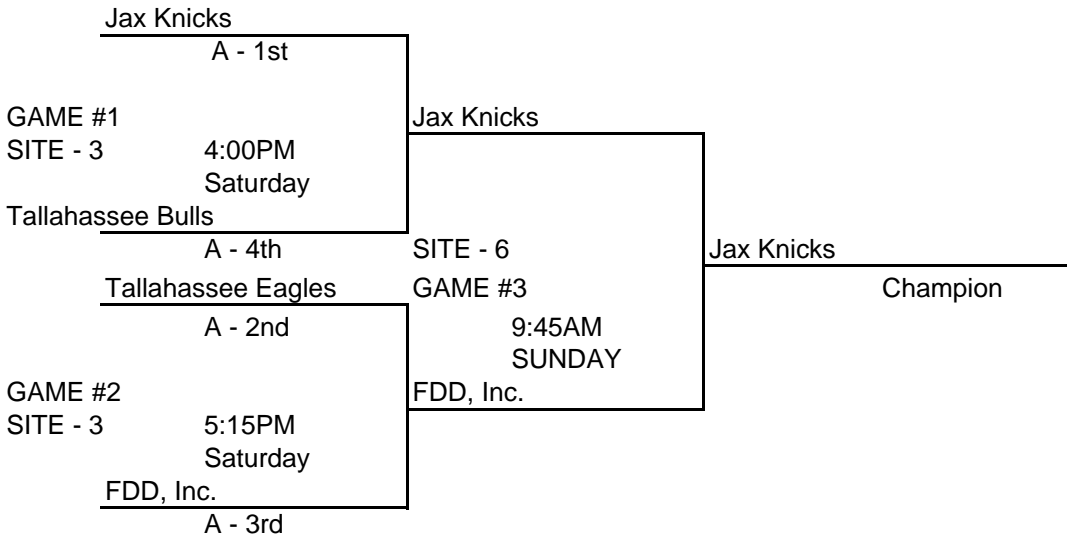 Jax Knicks
A - 1st
GAME #1 Jax Knicks
SITE - 3 4:00PM
Saturday
Tallahassee Bulls
A - 4th SITE - 6 Jax Knicks
Tallahassee Eagles GAME #3 Champion
A - 2nd 9:45AM
SUNDAY
GAME #2 FDD, Inc.
SITE - 3 5:15PM
Saturday
FDD, Inc.
A - 3rd